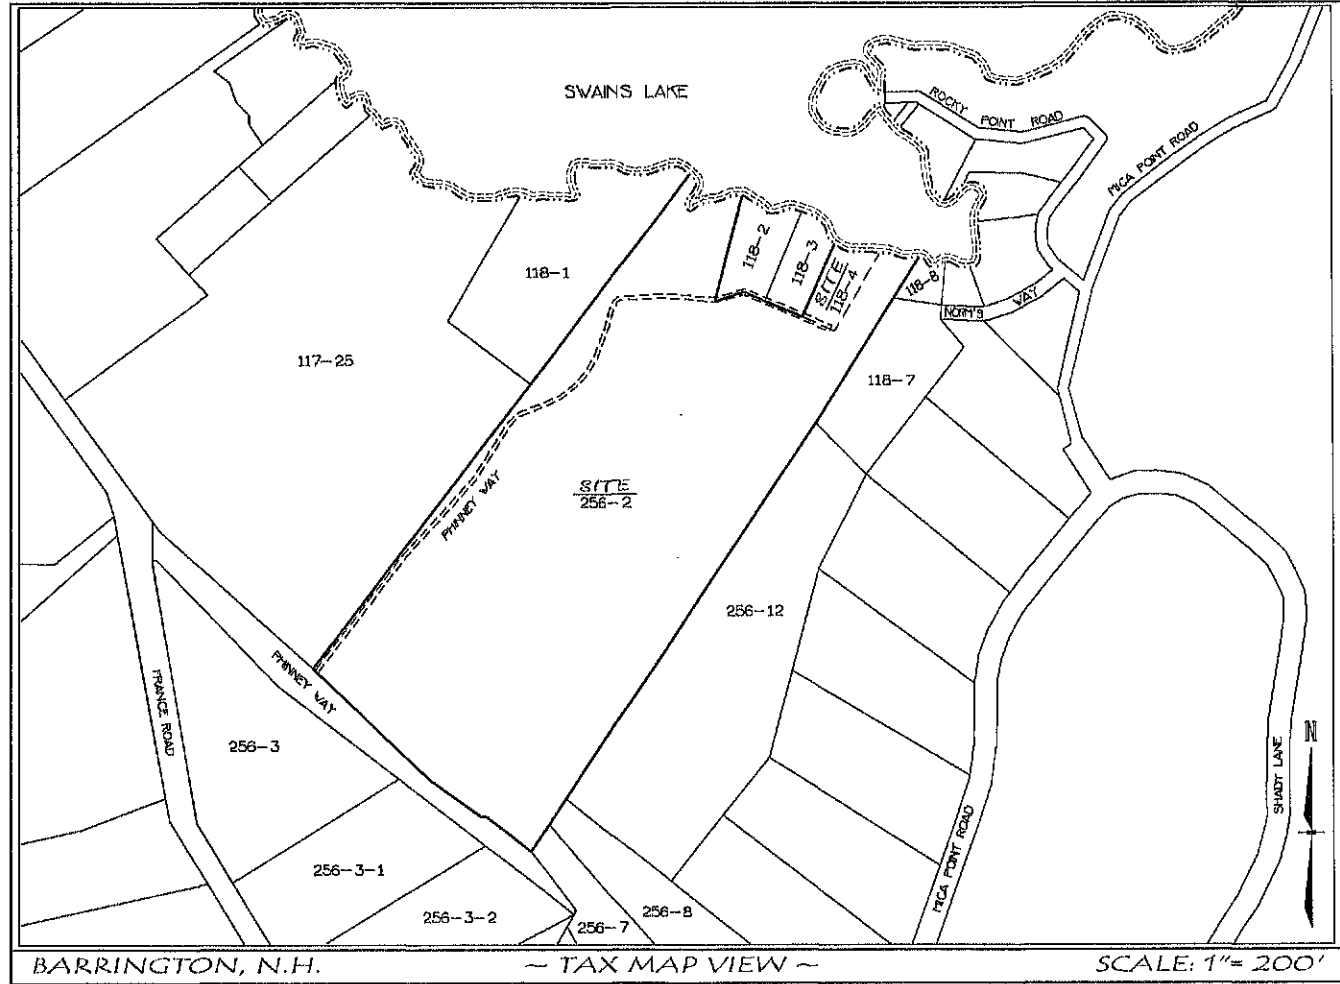 SWAINS LAKE
ROCKY POINT ROAD
MICA POINT ROAD
118-1
118-2
118-3
SITE
118-4
118-8
NORM'S WAY
117-25
118-7
PHINNEY WAY
SITE
256-2
256-12
PHINNEY WAY
FRANCE ROAD
256-3
N
SHADY LANE
MICA POINT ROAD
256-3-1
256-3-2
256-7
256-8
BARRINGTON, N.H. ~ TAX MAP VIEW ~ SCALE: 1"= 200'